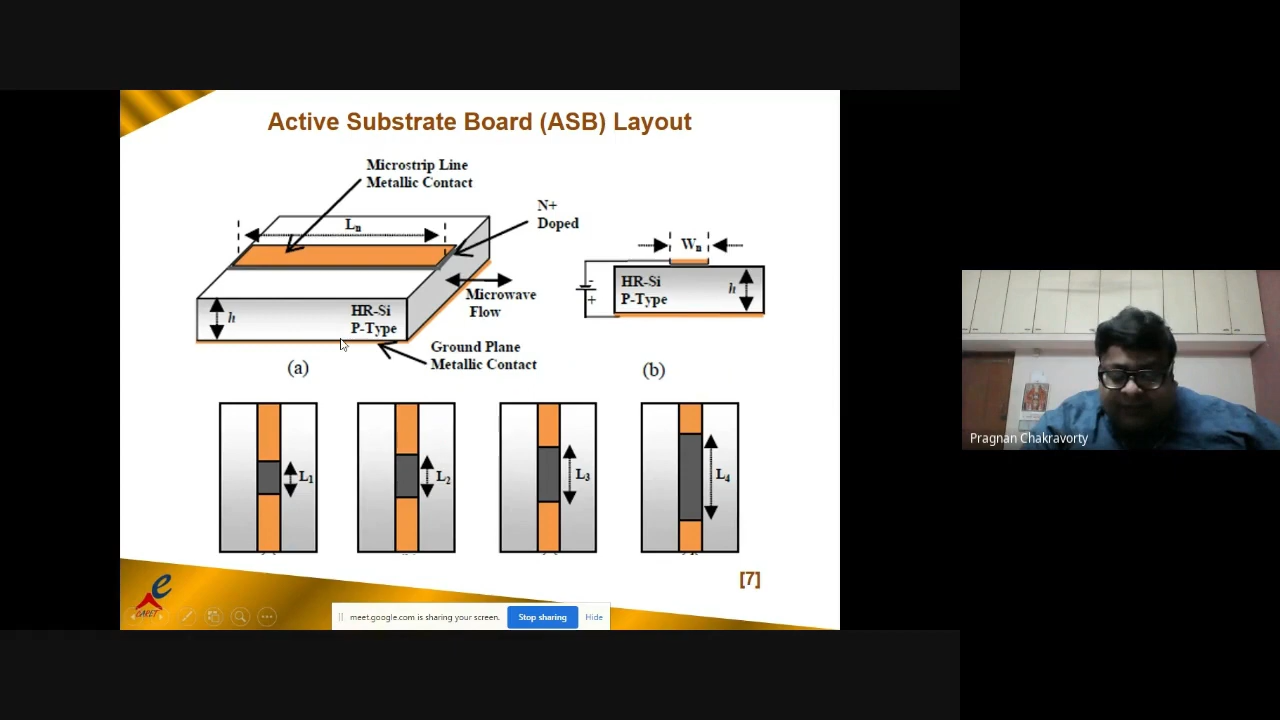 Active Substrate Board (ASB) Layout
Microstrip Line
Metallic Contact
N+
Doped
Ln
HR-Si
P-Type
h
Microwave
Flow
Ground Plane
Metallic Contact
(a)
Wn
-
+
HR-Si
P-Type
h
(b)
L1
L2
L3
L4
[7]
e
meet.google.com is sharing your screen.
Stop sharing
Hide
Pragnan Chakravorty